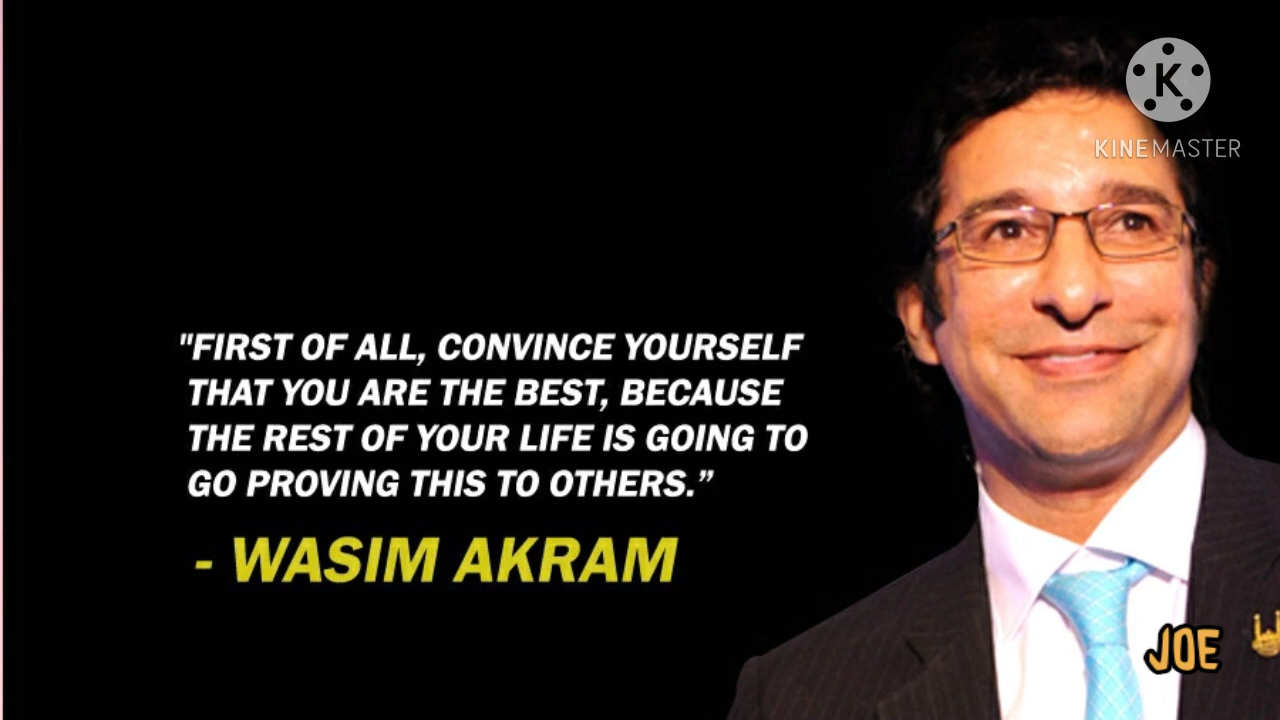 K
KINEMASTER
"FIRST OF ALL, CONVINCE YOURSELF
THAT YOU ARE THE BEST, BECAUSE
THE REST OF YOUR LIFE IS GOING TO
GO PROVING THIS TO OTHERS.”
- WASIM AKRAM
JOE